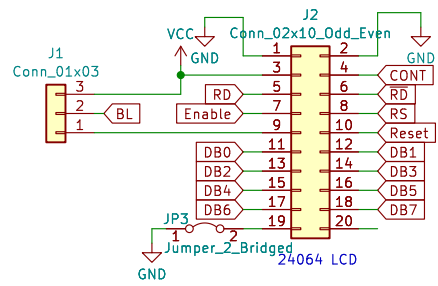 J1
Conn_01x03
3
2
1
BL
VCC
GND
J2
Conn_02x10_Odd_Even
GND
1 2
3 4 CONT
RD 5 6 RD
Enable 7 8 RS
9 10 Reset
DB0 11 12 DB1
DB2 13 14 DB3
DB4 15 16 DB5
DB6 17 18 DB7
19 20
JP3
1 2
Jumper_2_Bridged
GND
24064 LCD